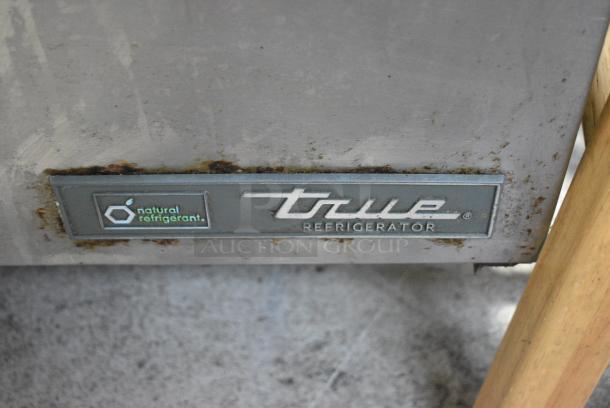 natural
refrigerant.
true®
REFRIGERATOR
AUCTION GROUP